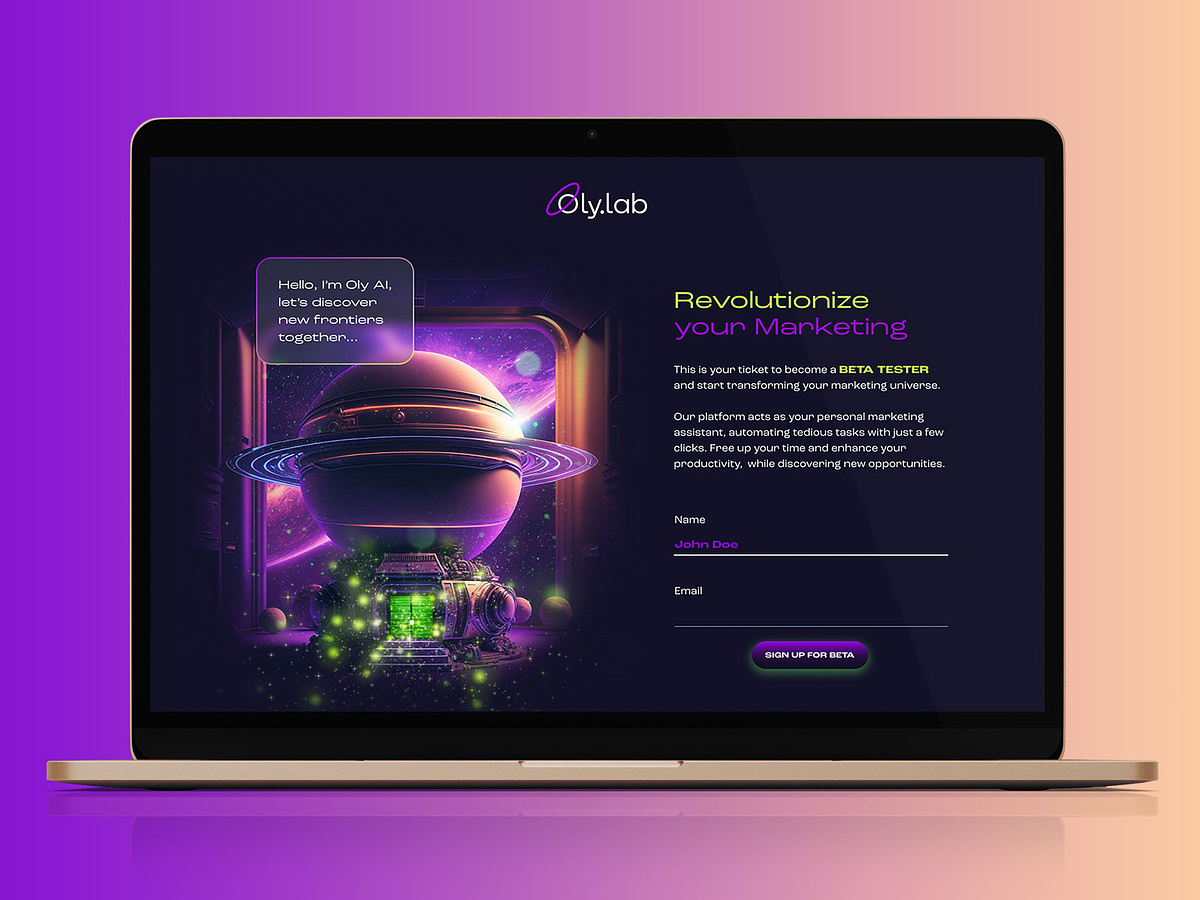 Oly.lab
Hello, I'm Oly AI,
let's discover
new frontiers
together...
Revolutionize
your Marketing
This is your ticket to become a BETA TESTER
and start transforming your marketing universe.
Our platform acts as your personal marketing
assistant, automating tedious tasks with just a few
clicks. Free up your time and enhance your
productivity, while discovering new opportunities.
Name
John Doe
Email
SIGN UP FOR BETA